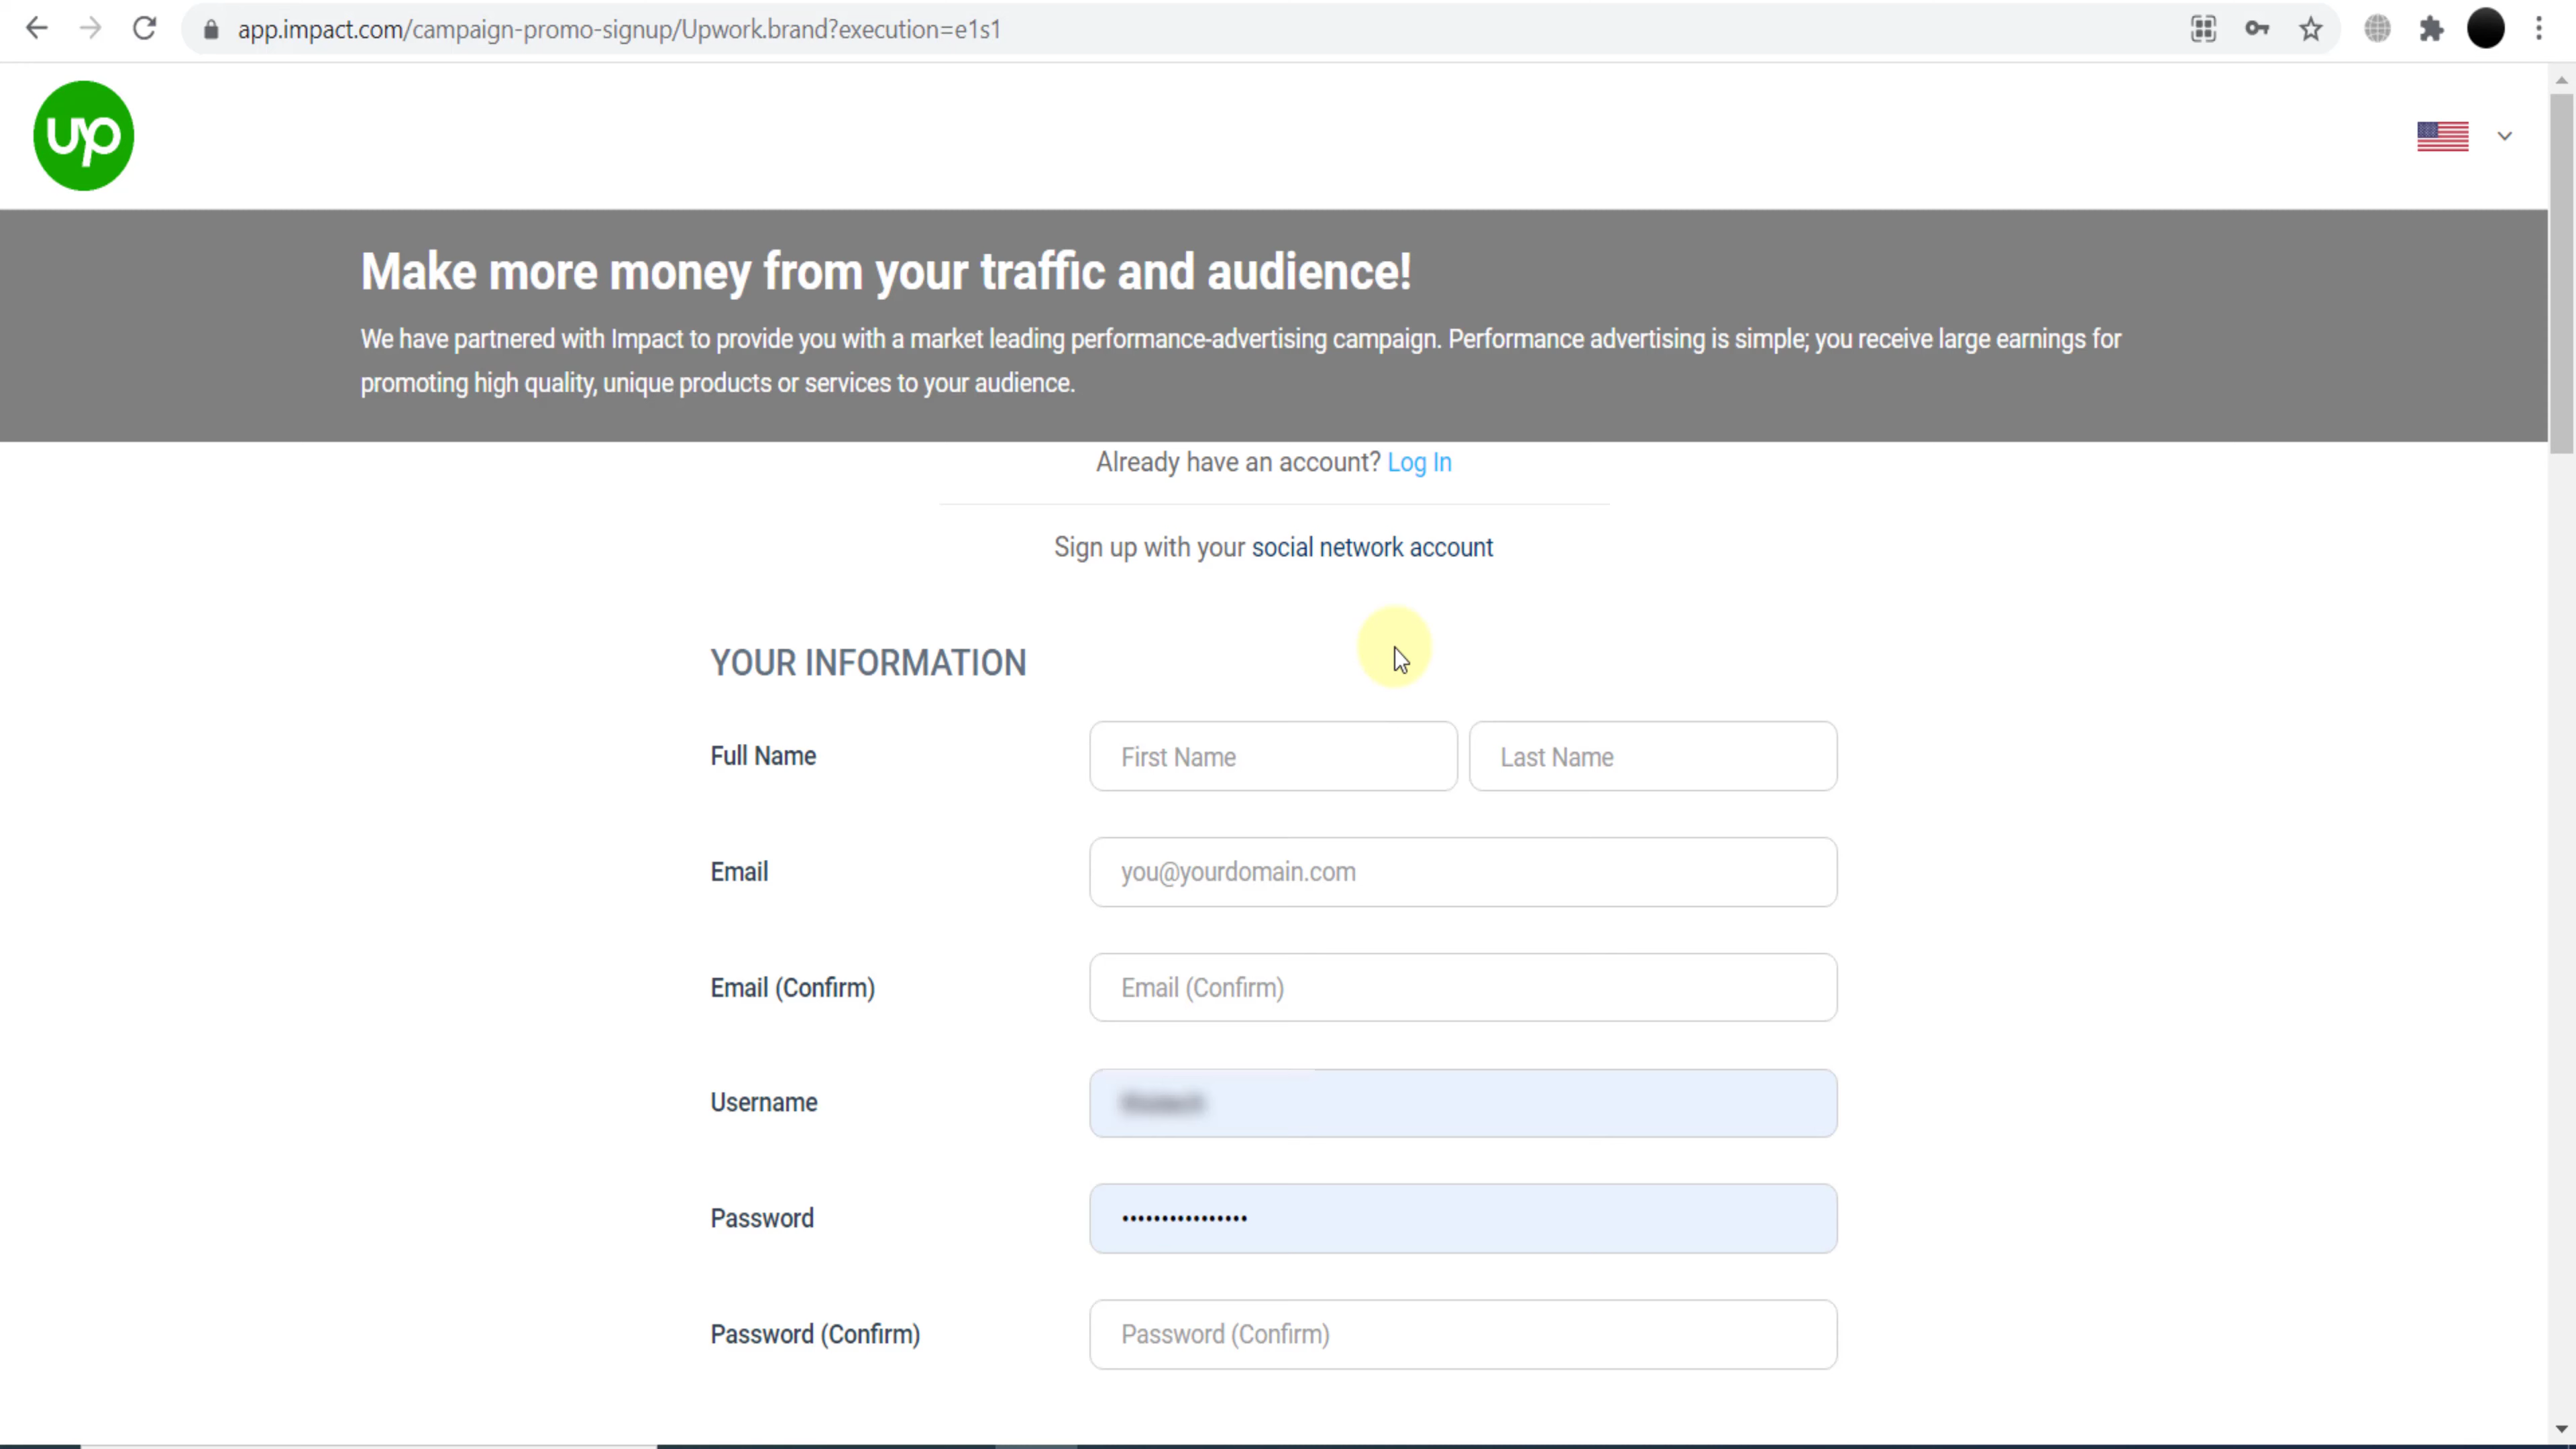 app.impact.com/campaign-promo-signup/Upwork.brand?execution=e1s1
up
Make more money from your traffic and audience!
We have partnered with Impact to provide you with a market leading performance-advertising campaign. Performance advertising is simple; you receive large earnings for
promoting high quality, unique products or services to your audience.
Already have an account? Log In
Sign up with your social network account
YOUR INFORMATION
Full Name
First Name
Last Name
Email
you@yourdomain.com
Email (Confirm)
Email (Confirm)
Username
Password
••••••••••••••••
Password (Confirm)
Password (Confirm)